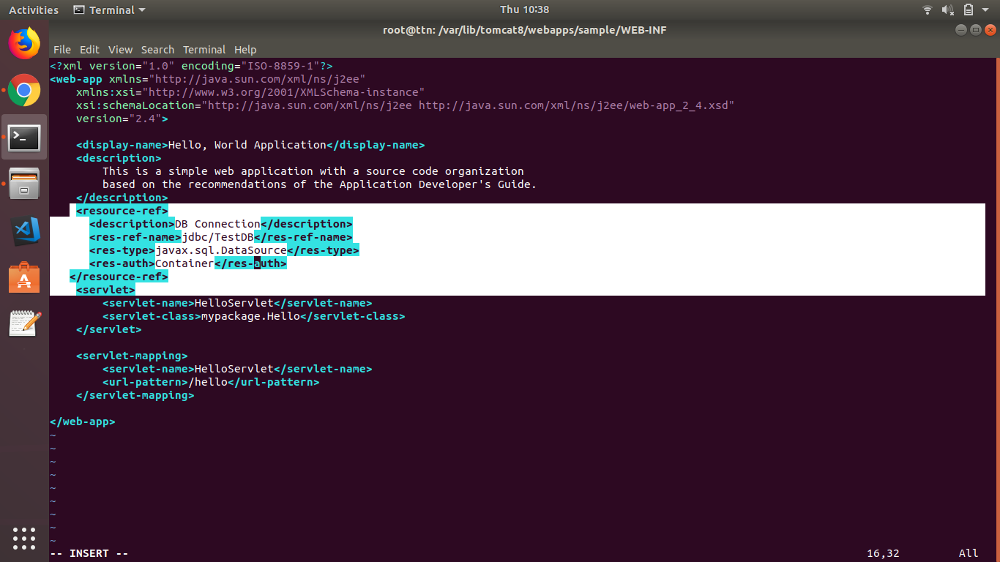 Activities Terminal Thu 10:38
root@ttn: /var/lib/tomcat8/webapps/sample/WEB-INF
File Edit View Search Terminal Help
<?xml version="1.0" encoding="ISO-8859-1"?>
<web-app xmlns="http://java.sun.com/xml/ns/j2ee"
    xmlns:xsi="http://www.w3.org/2001/XMLSchema-instance"
    xsi:schemaLocation="http://java.sun.com/xml/ns/j2ee http://java.sun.com/xml/ns/j2ee/web-app_2_4.xsd"
    version="2.4">
    <display-name>Hello, World Application</display-name>
    <description>
        This is a simple web application with a source code organization
        based on the recommendations of the Application Developer's Guide.
    </description>
    <resource-ref>
      <description>DB Connection</description>
      <res-ref-name>jdbc/TestDB</res-ref-name>
      <res-type>javax.sql.DataSource</res-type>
      <res-auth>Container</res-auth>
   </resource-ref>
    <servlet>
        <servlet-name>HelloServlet</servlet-name>
        <servlet-class>mypackage.Hello</servlet-class>
    </servlet>
    <servlet-mapping>
        <servlet-name>HelloServlet</servlet-name>
        <url-pattern>/hello</url-pattern>
    </servlet-mapping>
</web-app>
~
~
~
~
~
~
~
~
~
-- INSERT -- 16,32 All